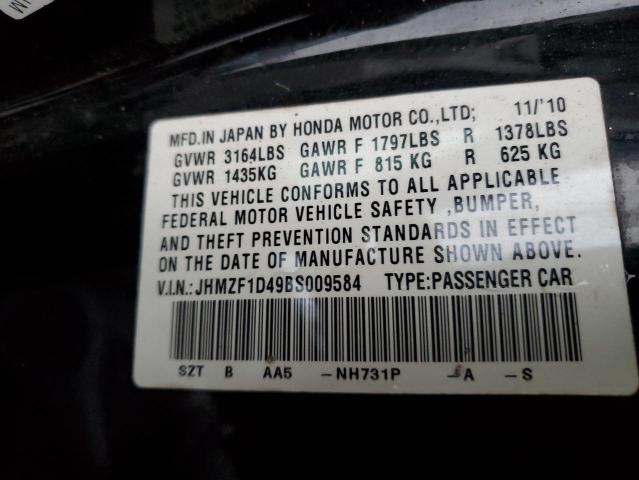 MFD.IN JAPAN BY HONDA MOTOR CO.,LTD; 11/'10
GVWR 3164LBS GAWR F 1797LBS R 1378LBS
GVWR 1435KG GAWR F 815 KG R 625 KG
THIS VEHICLE CONFORMS TO ALL APPLICABLE
FEDERAL MOTOR VEHICLE SAFETY ,BUMPER,
AND THEFT PREVENTION STANDARDS IN EFFECT
ON THE DATE OF MANUFACTURE SHOWN ABOVE.
V.I.N.: JHMZF1D49BS009584 TYPE:PASSENGER CAR
SZT B AA5 -NH731P -A -S